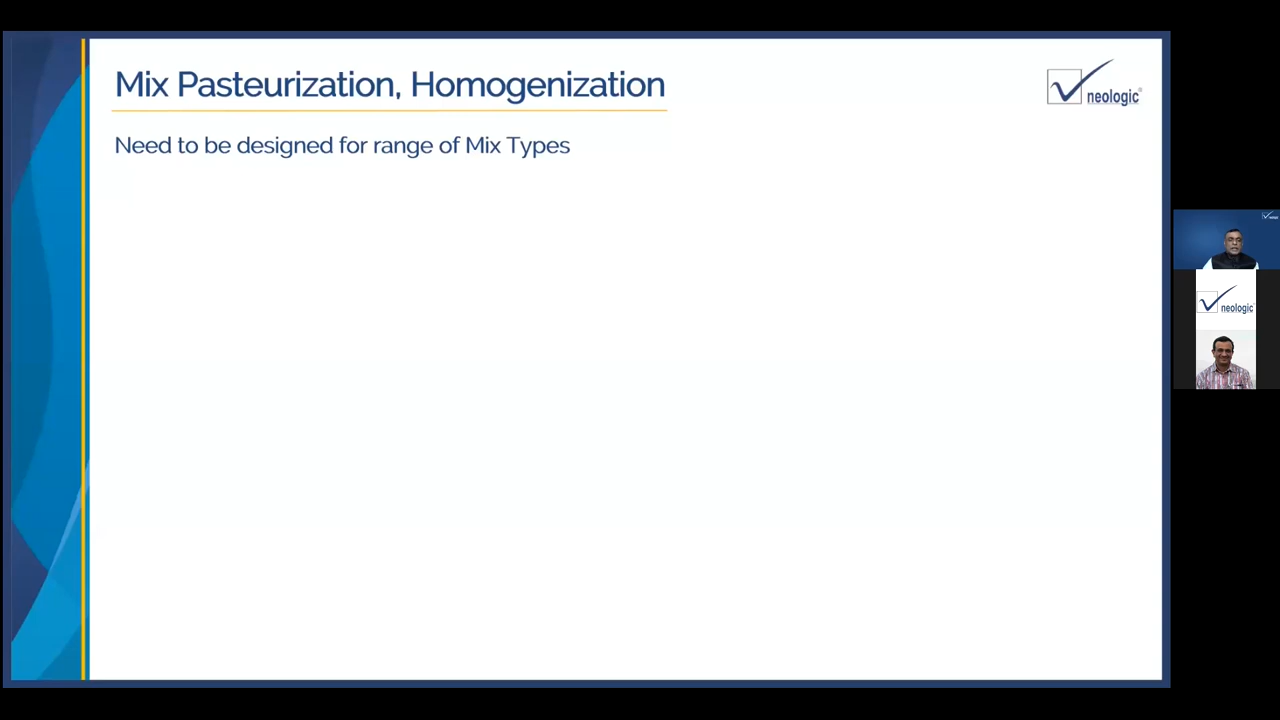 Mix Pasteurization, Homogenization
neologic®
Need to be designed for range of Mix Types
neologic